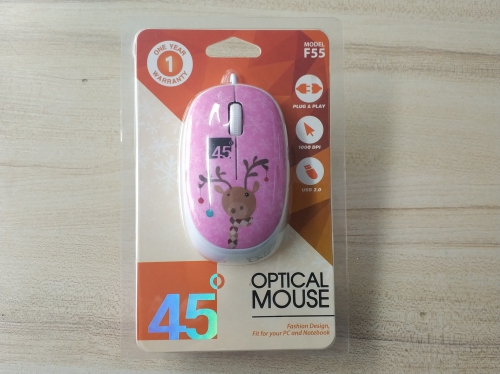 ONE YEAR
1
WARRANTY
MODEL
F55
PLUG & PLAY
1000 DPI
USB 2.0
45°
45°
OPTICAL
MOUSE
Fashion Design,
Fit for your PC and Notebook